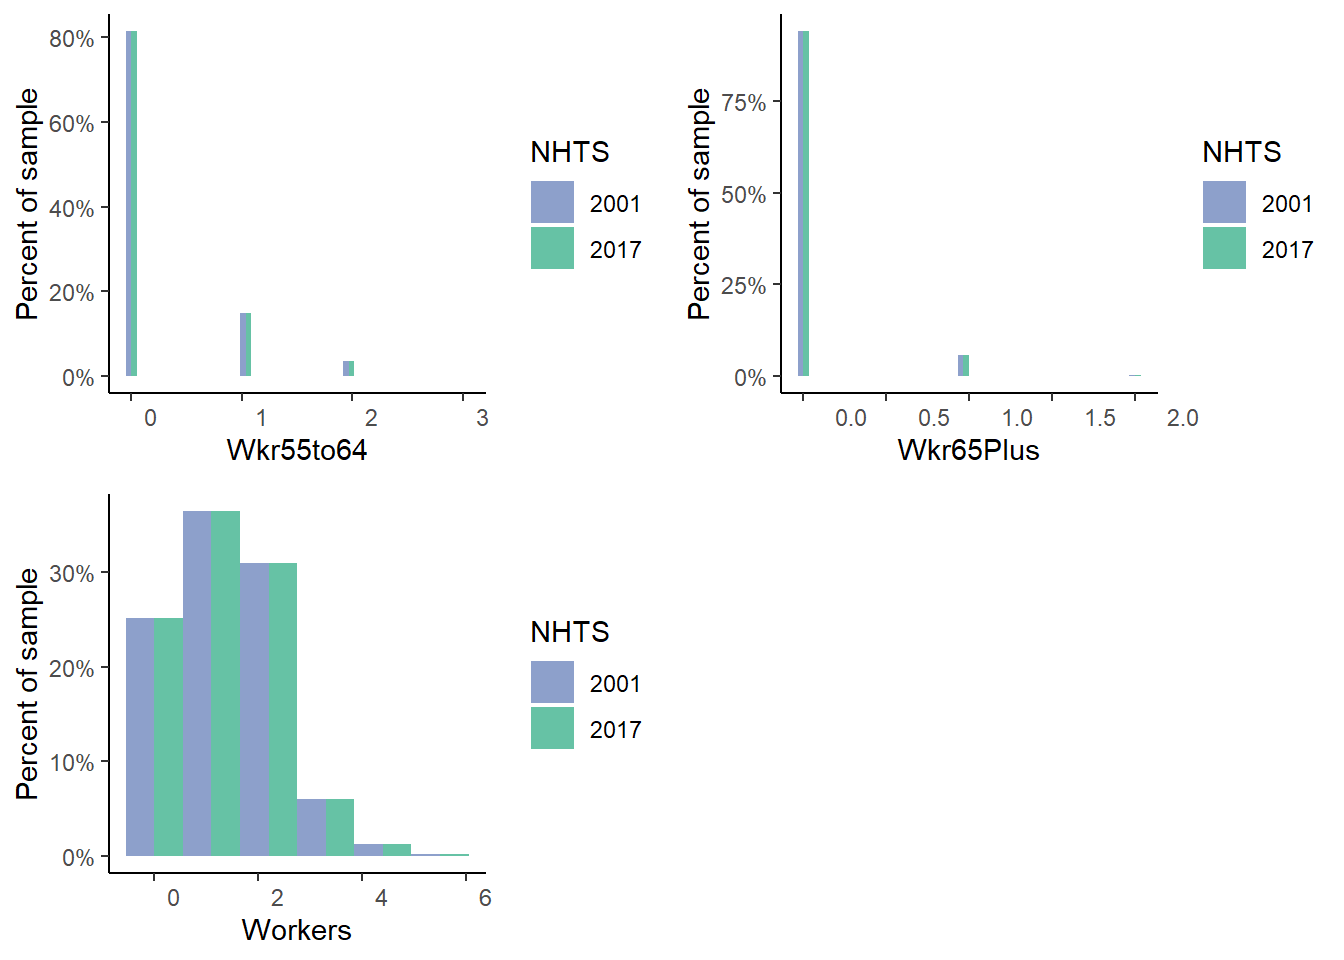 Percent of sample
80%
60%
40%
20%
0%
0 1 2 3
Wkr55to64
NHTS
2001
2017
Percent of sample
75%
50%
25%
0%
0.0 0.5 1.0 1.5 2.0
Wkr65Plus
NHTS
2001
2017
Percent of sample
30%
20%
10%
0%
0 2 4 6
Workers
NHTS
2001
2017